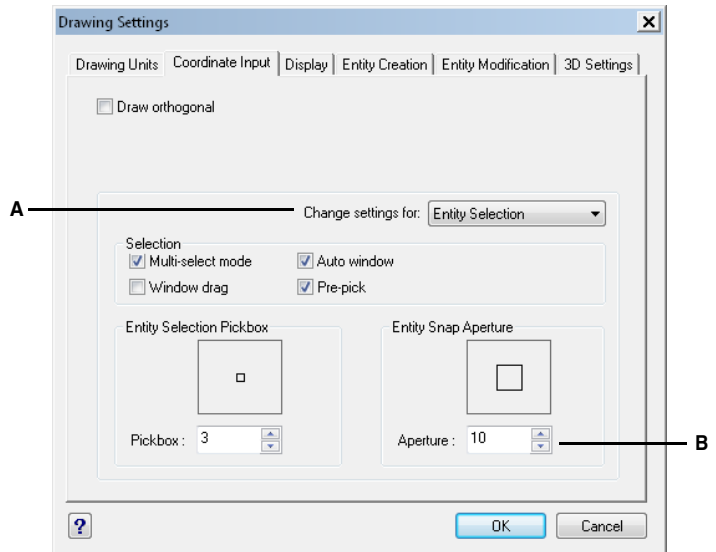 Drawing Settings
Drawing Units Coordinate Input Display Entity Creation Entity Modification 3D Settings
Draw orthogonal
A
Change settings for: Entity Selection
Selection
Multi-select mode Auto window
Window drag Pre-pick
Entity Selection Pickbox Entity Snap Aperture
Pickbox : 3 Aperture : 10
B
? OK Cancel